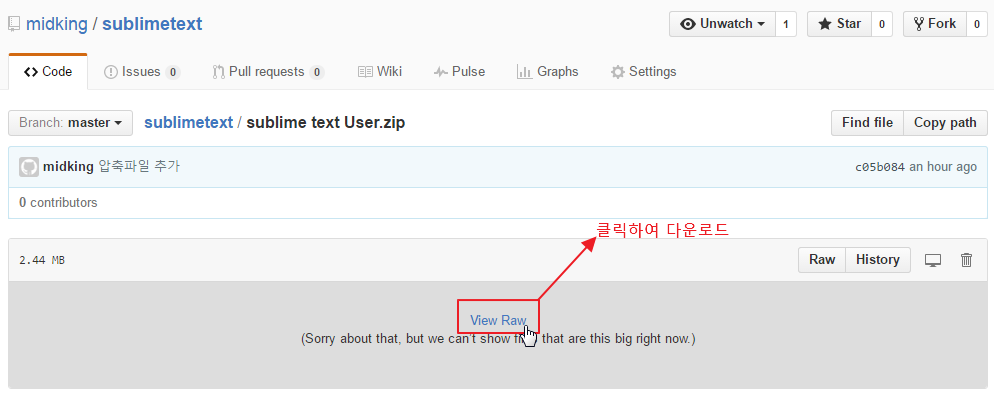 midking / sublimetext
Unwatch 1 Star 0 Fork 0
Code Issues 0 Pull requests 0 Wiki Pulse Graphs Settings
Branch: master sublimetext / sublime text User.zip Find file Copy path
midking 압축파일 추가 c05b084 an hour ago
0 contributors
클릭하여 다운로드
2.44 MB Raw History
View Raw
(Sorry about that, but we can't show that are this big right now.)